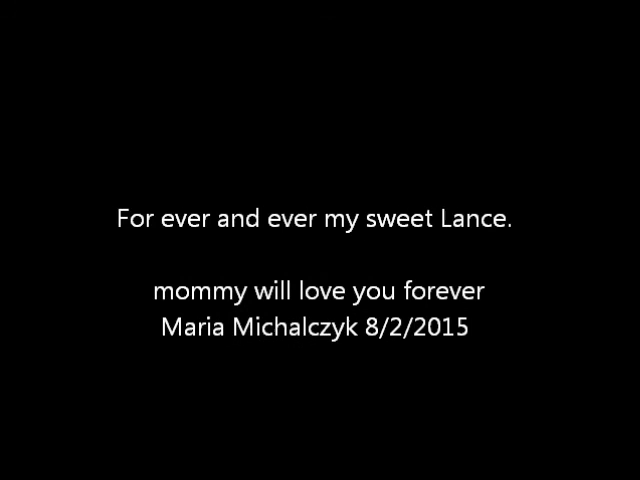 For ever and ever my sweet Lance.
mommy will love you forever
Maria Michalczyk 8/2/2015